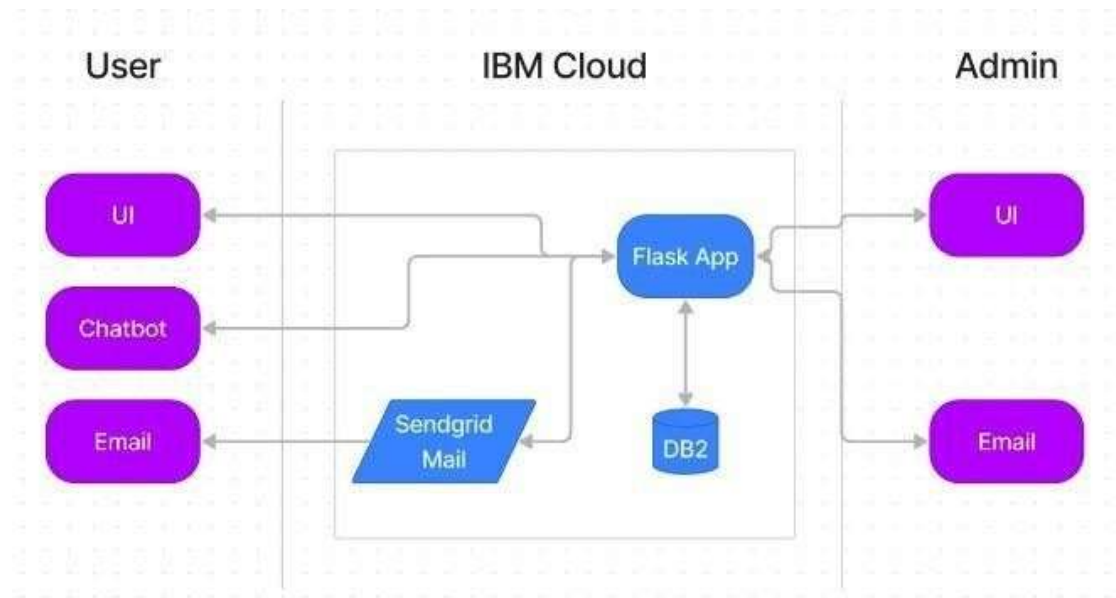 User
IBM Cloud
Admin
UI
Flask App
UI
Chatbot
Sendgrid
Mail
Email
DB2
Email